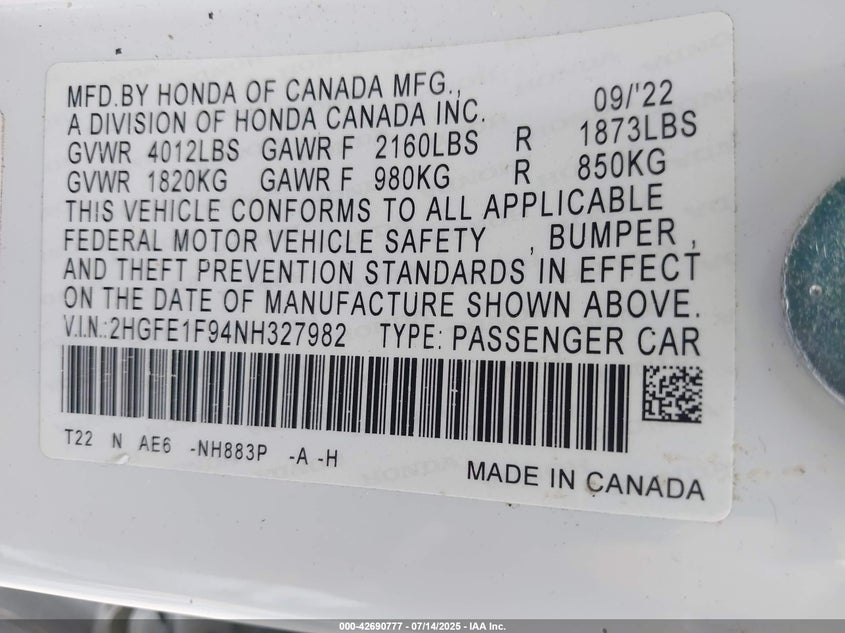 MFD.BY HONDA OF CANADA MFG., 09/'22
A DIVISION OF HONDA CANADA INC.
GVWR 4012LBS GAWR F 2160LBS R 1873LBS
GVWR 1820KG GAWR F 980KG R 850KG
THIS VEHICLE CONFORMS TO ALL APPLICABLE
FEDERAL MOTOR VEHICLE SAFETY , BUMPER ,
AND THEFT PREVENTION STANDARDS IN EFFECT
ON THE DATE OF MANUFACTURE SHOWN ABOVE.
V.I.N.:2HGFE1F94NH327982 TYPE: PASSENGER CAR
T22 N AE6 -NH883P -A -H
MADE IN CANADA
000-42690777 - 07/14/2025 - IAA Inc.